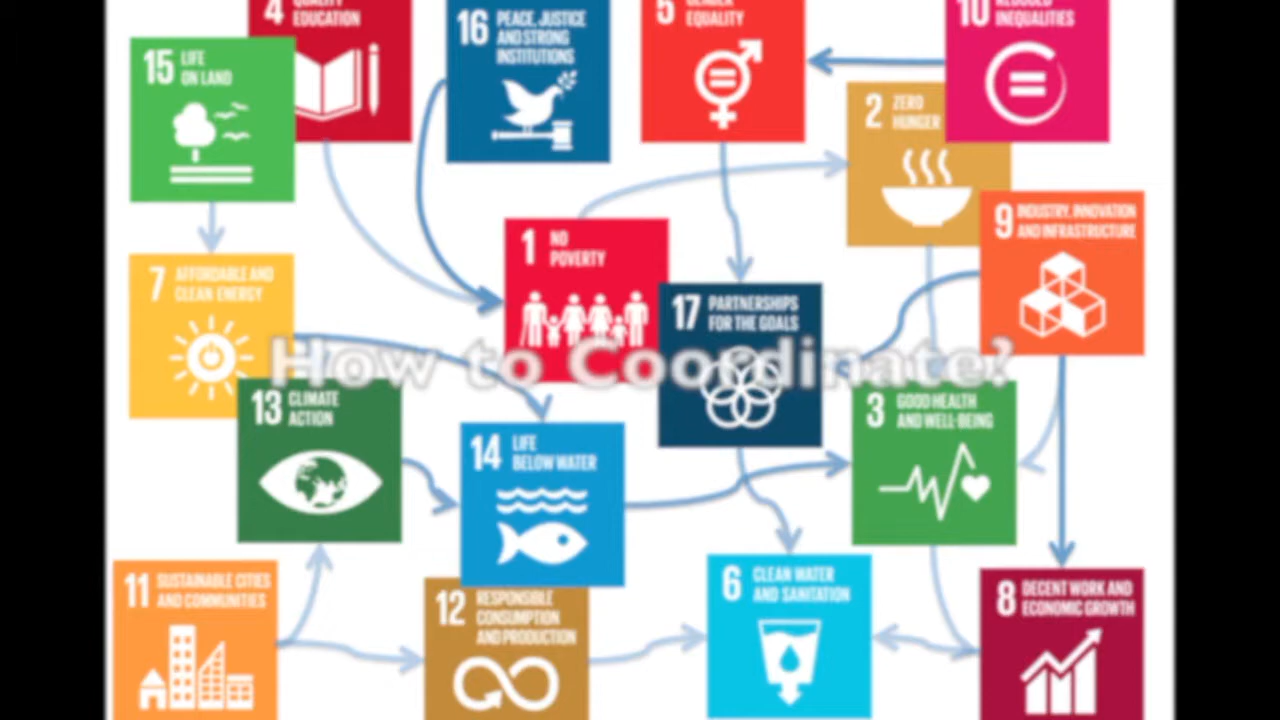 4 QUALITY
EDUCATION
16 PEACE, JUSTICE
AND STRONG
INSTITUTIONS
5 GENDER
EQUALITY
10 REDUCED
INEQUALITIES
15 LIFE
ON LAND
2 ZERO
HUNGER
9 INDUSTRY, INNOVATION
AND INFRASTRUCTURE
1 NO
POVERTY
7 AFFORDABLE AND
CLEAN ENERGY
17 PARTNERSHIPS
FOR THE GOALS
How to Coordinate?
13 CLIMATE
ACTION
3 GOOD HEALTH
AND WELL-BEING
14 LIFE
BELOW WATER
11 SUSTAINABLE CITIES
AND COMMUNITIES
12 RESPONSIBLE
CONSUMPTION
AND PRODUCTION
6 CLEAN WATER
AND SANITATION
8 DECENT WORK AND
ECONOMIC GROWTH